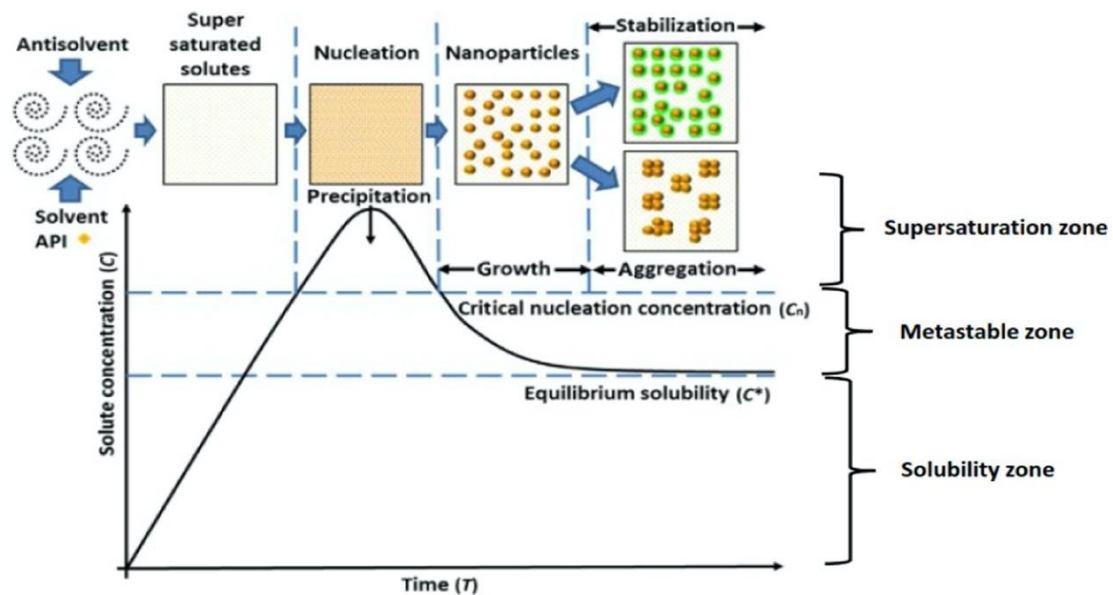 Antisolvent
Super
saturated
solutes
Nucleation
Nanoparticles
Stabilization
Solvent
API
Precipitation
Growth
Aggregation
Supersaturation zone
Critical nucleation concentration (Cₙ)
Metastable zone
Equilibrium solubility (C*)
Solubility zone
Solute concentration (C)
Time (T)